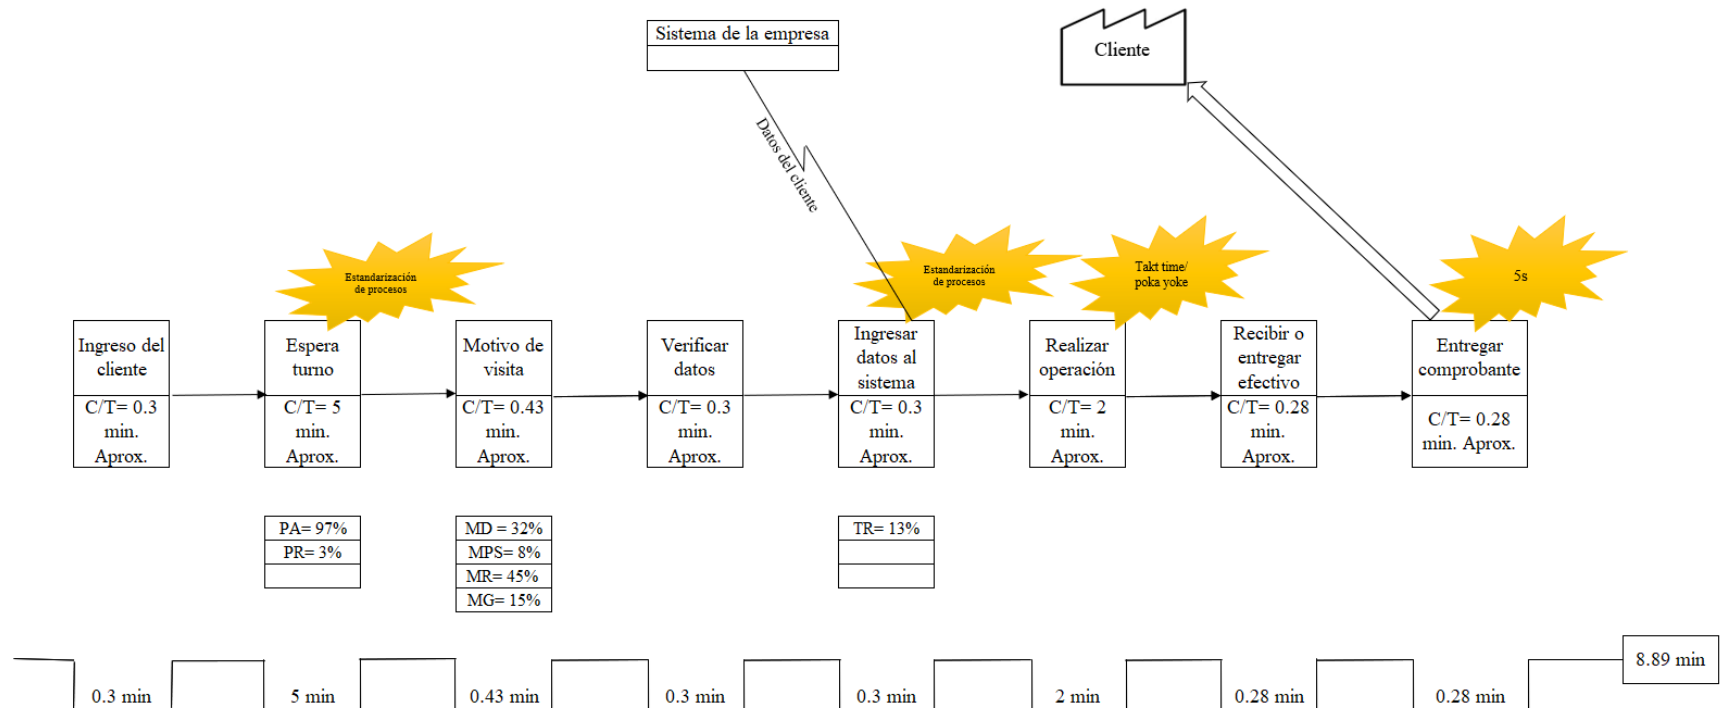 Sistema de la empresa
Cliente
Datos del cliente
Estandarización
de procesos
Estandarización
de procesos
Takt time/
poka yoke
5s
Ingreso del
cliente
C/T= 0.3
min.
Aprox.
Espera
turno
C/T= 5
min.
Aprox.
Motivo de
visita
C/T= 0.43
min.
Aprox.
Verificar
datos
C/T= 0.3
min.
Aprox.
Ingresar
datos al
sistema
C/T= 0.3
min.
Aprox.
Realizar
operación
C/T= 2
min.
Aprox.
Recibir o
entregar
efectivo
C/T= 0.28
min.
Aprox.
Entregar
comprobante
C/T= 0.28
min. Aprox.
PA= 97%
PR= 3%
MD = 32%
MPS= 8%
MR= 45%
MG= 15%
TR= 13%
0.3 min
5 min
0.43 min
0.3 min
0.3 min
2 min
0.28 min
0.28 min
8.89 min